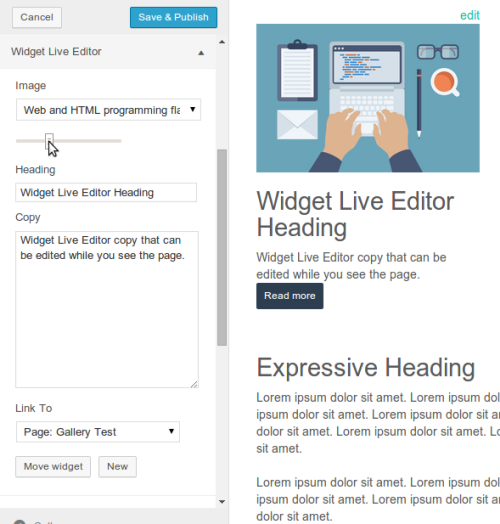 Cancel
Save & Publish
Widget Live Editor
Image
Web and HTML programming fla
Heading
Widget Live Editor Heading
Copy
Widget Live Editor copy that can
be edited while you see the page.
Link To
Page: Gallery Test
Move widget
New
edit
Widget Live Editor
Heading
Widget Live Editor copy that can be
edited while you see the page.
Read more
Expressive Heading
Lorem ipsum dolor sit amet. Lorem ipsum dol
ipsum dolor sit amet. Lorem ipsum dolor sit a
dolor sit amet. Lorem ipsum dolor sit amet. Lo
sit amet.
Lorem ipsum dolor sit amet. Lorem ipsum dol
ipsum dolor sit amet. Lorem ipsum dolor sit a
dolor sit amet.